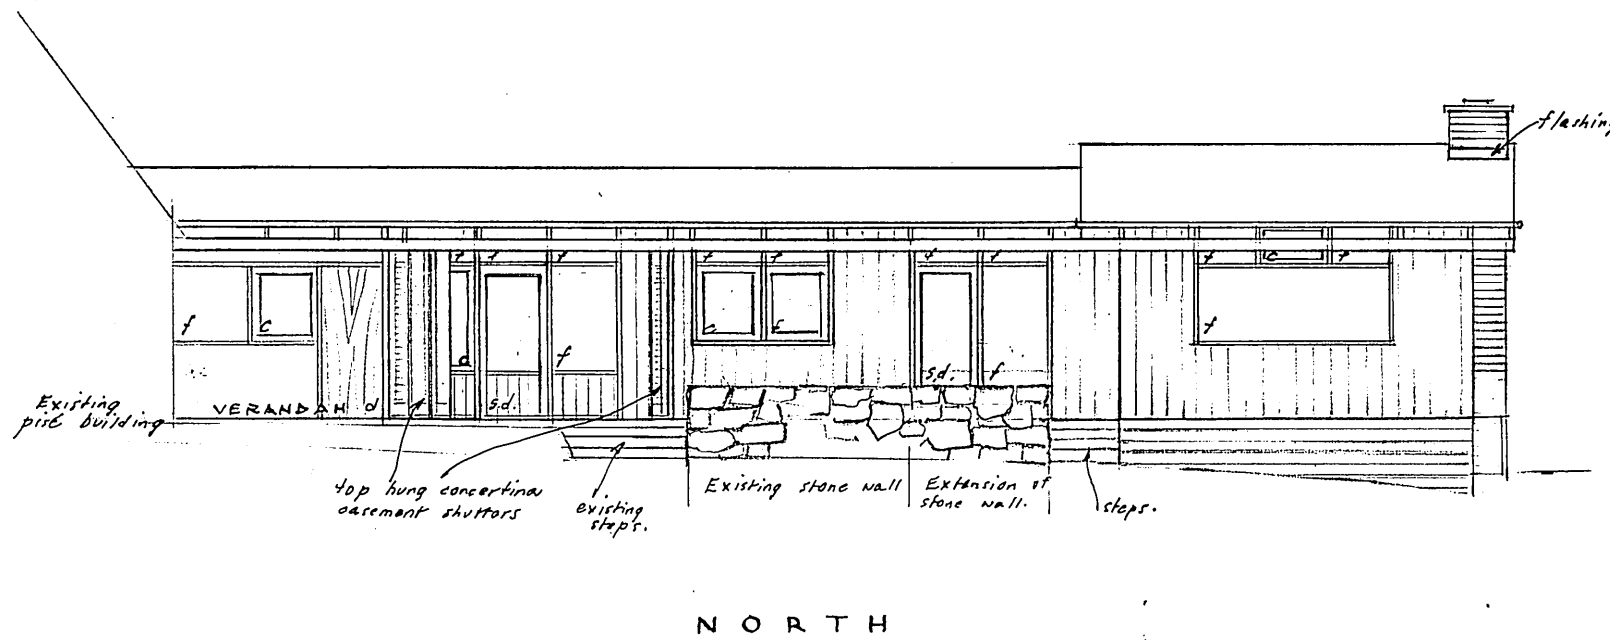 flashing
f
c
f
f
f
f
f
f
f
f
c
f
f
c
d
c
f
c
f
s.d.
f
f
Existing
pisé building
VERANDAH
s.d.
top hung concertina
casement shutters
existing
steps.
Existing stone wall
Extension of
stone wall.
steps.
NORTH